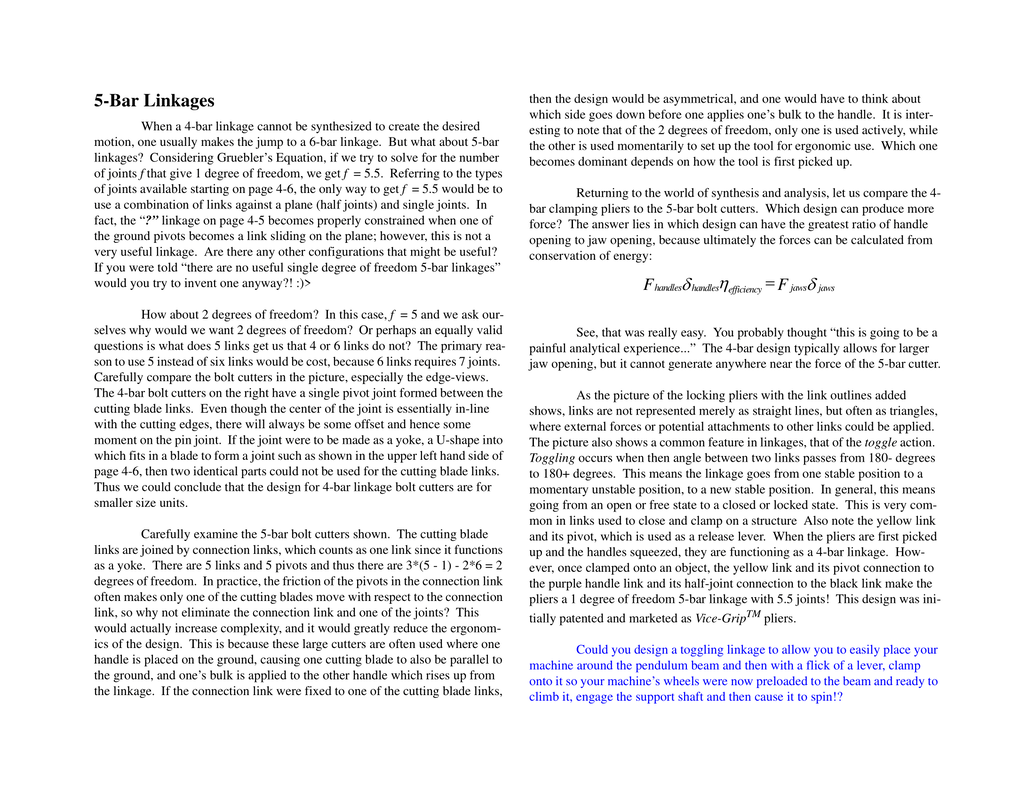 5-Bar Linkages
When a 4-bar linkage cannot be synthesized to create the desired
motion, one usually makes the jump to a 6-bar linkage. But what about 5-bar
linkages? Considering Gruebler's Equation, if we try to solve for the number
of joints f that give 1 degree of freedom, we get f = 5.5. Referring to the types
of joints available starting on page 4-6, the only way to get f = 5.5 would be to
use a combination of links against a plane (half joints) and single joints. In
fact, the “?” linkage on page 4-5 becomes properly constrained when one of
the ground pivots becomes a link sliding on the plane; however, this is not a
very useful linkage. Are there any other configurations that might be useful?
If you were told “there are no useful single degree of freedom 5-bar linkages”
would you try to invent one anyway?! :)>
How about 2 degrees of freedom? In this case, f = 5 and we ask our-
selves why would we want 2 degrees of freedom? Or perhaps an equally valid
questions is what does 5 links get us that 4 or 6 links do not? The primary rea-
son to use 5 instead of six links would be cost, because 6 links requires 7 joints.
Carefully compare the bolt cutters in the picture, especially the edge-views.
The 4-bar bolt cutters on the right have a single pivot joint formed between the
cutting blade links. Even though the center of the joint is essentially in-line
with the cutting edges, there will always be some offset and hence some
moment on the pin joint. If the joint were to be made as a yoke, a U-shape into
which fits in a blade to form a joint such as shown in the upper left hand side of
page 4-6, then two identical parts could not be used for the cutting blade links.
Thus we could conclude that the design for 4-bar linkage bolt cutters are for
smaller size units.
Carefully examine the 5-bar bolt cutters shown. The cutting blade
links are joined by connection links, which counts as one link since it functions
as a yoke. There are 5 links and 5 pivots and thus there are 3*(5 - 1) - 2*6 = 2
degrees of freedom. In practice, the friction of the pivots in the connection link
often makes only one of the cutting blades move with respect to the connection
link, so why not eliminate the connection link and one of the joints? This
would actually increase complexity, and it would greatly reduce the ergonom-
ics of the design. This is because these large cutters are often used where one
handle is placed on the ground, causing one cutting blade to also be parallel to
the ground, and one's bulk is applied to the other handle which rises up from
the linkage. If the connection link were fixed to one of the cutting blade links,
then the design would be asymmetrical, and one would have to think about
which side goes down before one applies one's bulk to the handle. It is inter-
esting to note that of the 2 degrees of freedom, only one is used actively, while
the other is used momentarily to set up the tool for ergonomic use. Which one
becomes dominant depends on how the tool is first picked up.
Returning to the world of synthesis and analysis, let us compare the 4-
bar clamping pliers to the 5-bar bolt cutters. Which design can produce more
force? The answer lies in which design can have the greatest ratio of handle
opening to jaw opening, because ultimately the forces can be calculated from
conservation of energy:
F handles δ handles η efficiency = F jaws δ jaws
See, that was really easy. You probably thought “this is going to be a
painful analytical experience...” The 4-bar design typically allows for larger
jaw opening, but it cannot generate anywhere near the force of the 5-bar cutter.
As the picture of the locking pliers with the link outlines added
shows, links are not represented merely as straight lines, but often as triangles,
where external forces or potential attachments to other links could be applied.
The picture also shows a common feature in linkages, that of the toggle action.
Toggling occurs when then angle between two links passes from 180- degrees
to 180+ degrees. This means the linkage goes from one stable position to a
momentary unstable position, to a new stable position. In general, this means
going from an open or free state to a closed or locked state. This is very com-
mon in links used to close and clamp on a structure Also note the yellow link
and its pivot, which is used as a release lever. When the pliers are first picked
up and the handles squeezed, they are functioning as a 4-bar linkage. How-
ever, once clamped onto an object, the yellow link and its pivot connection to
the purple handle link and its half-joint connection to the black link make the
pliers a 1 degree of freedom 5-bar linkage with 5.5 joints! This design was ini-
tially patented and marketed as Vice-Grip™ pliers.
Could you design a toggling linkage to allow you to easily place your
machine around the pendulum beam and then with a flick of a lever, clamp
onto it so your machine's wheels were now preloaded to the beam and ready to
climb it, engage the support shaft and then cause it to spin!?